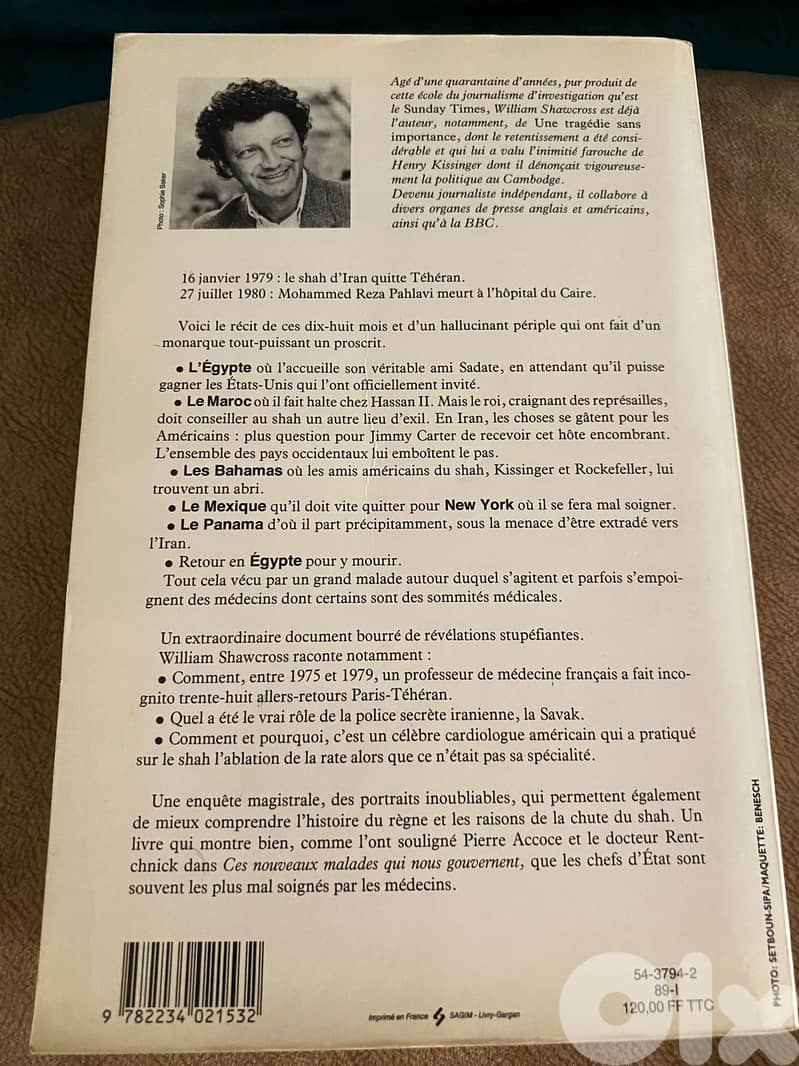 Agé d'une quarantaine d'années, pur produit de
cette école du journalisme d'investigation qu'est
le Sunday Times, William Shawcross est déjà
l'auteur, notamment, de Une tragédie sans
importance, dont le retentissement a été consi-
dérable et qui lui a valu l'inimitié farouche de
Henry Kissinger dont il dénonçait vigoureuse-
ment la politique au Cambodge.
Devenu journaliste indépendant, il collabore à
divers organes de presse anglais et américains,
ainsi qu'à la BBC.
Photo : Sophie Baker
16 janvier 1979 : le shah d'Iran quitte Téhéran.
27 juillet 1980 : Mohammed Reza Pahlavi meurt à l'hôpital du Caire.
Voici le récit de ces dix-huit mois et d'un hallucinant périple qui ont fait d'un
monarque tout-puissant un proscrit.
• L'Égypte où l'accueille son véritable ami Sadate, en attendant qu'il puisse
gagner les États-Unis qui l'ont officiellement invité.
• Le Maroc où il fait halte chez Hassan II. Mais le roi, craignant des représailles,
doit conseiller au shah un autre lieu d'exil. En Iran, les choses se gâtent pour les
Américains : plus question pour Jimmy Carter de recevoir cet hôte encombrant.
L'ensemble des pays occidentaux lui emboîtent le pas.
• Les Bahamas où les amis américains du shah, Kissinger et Rockefeller, lui
trouvent un abri.
• Le Mexique qu'il doit vite quitter pour New York où il se fera mal soigner.
• Le Panama d'où il part précipitamment, sous la menace d'être extradé vers
l'Iran.
• Retour en Égypte pour y mourir.
Tout cela vécu par un grand malade autour duquel s'agitent et parfois s'empoi-
gnent des médecins dont certains sont des sommités médicales.
Un extraordinaire document bourré de révélations stupéfiantes.
William Shawcross raconte notamment :
• Comment, entre 1975 et 1979, un professeur de médecine français a fait inco-
gnito trente-huit allers-retours Paris-Téhéran.
• Quel a été le vrai rôle de la police secrète iranienne, la Savak.
• Comment et pourquoi, c'est un célèbre cardiologue américain qui a pratiqué
sur le shah l'ablation de la rate alors que ce n'était pas sa spécialité.
Une enquête magistrale, des portraits inoubliables, qui permettent également
de mieux comprendre l'histoire du règne et les raisons de la chute du shah. Un
livre qui montre bien, comme l'ont souligné Pierre Accoce et le docteur Rent-
chnick dans Ces nouveaux malades qui nous gouvernent, que les chefs d'État sont
souvent les plus mal soignés par les médecins.
PHOTO: SETBOUN-SIPA/MAQUETTE: BENESCH
9 782234 021532
Imprimé en France SAGIM - Livry-Gargan
54-3794-2
89-I
120,00 FF TTC
olx